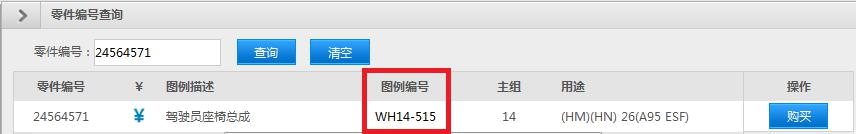 零件编号查询
零件编号： 24564571 查询 清空
零件编号 ¥ 图例描述 图例编号 主组 用途 操作
24564571 ¥ 驾驶员座椅总成 WH14-515 14 (HM)(HN) 26(A95 ESF) 购买